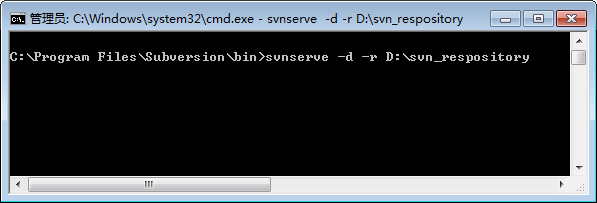 管理员: C:\Windows\system32\cmd.exe - svnserve  -d -r D:\svn_respository
C:\Program Files\Subversion\bin>svnserve -d -r D:\svn_respository